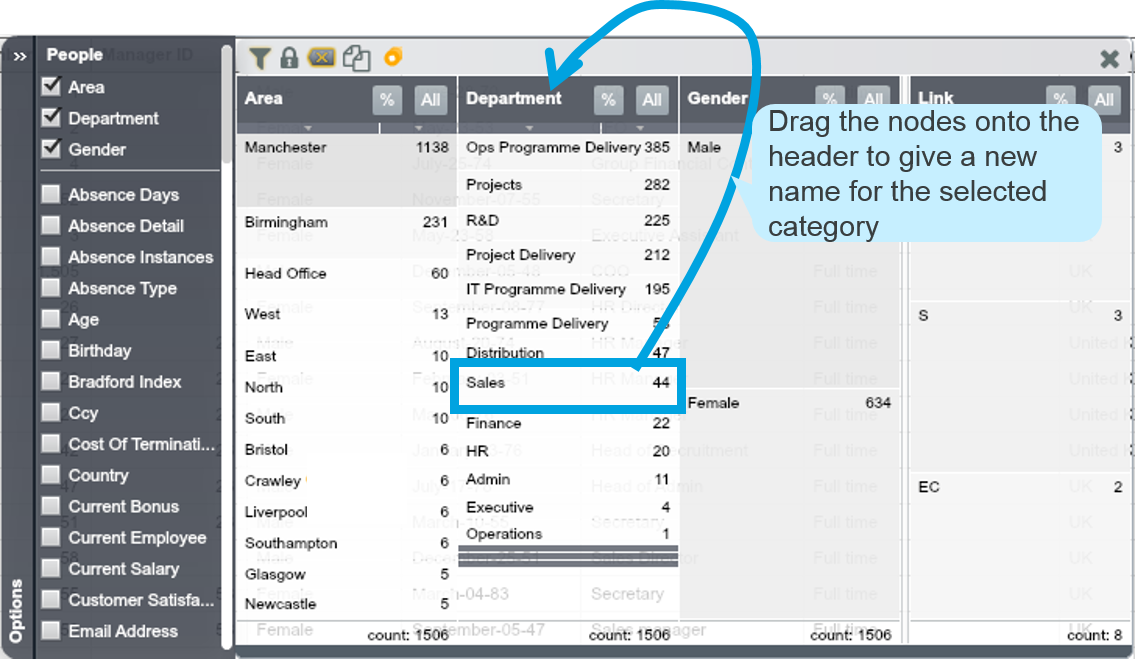 People
Area
Department
Gender
Absence Days
Absence Detail
Absence Instances
Absence Type
Age
Birthday
Bradford Index
Ccy
Cost Of Terminati...
Country
Current Bonus
Current Employee
Current Salary
Customer Satisfa...
Email Address
Options
Area % All
Manchester 1138
Birmingham 231
Head Office 60
West 13
East 10
North 10
South 10
Bristol 6
Crawley 6
Liverpool 6
Southampton 6
Glasgow 5
Newcastle 5
count: 1506
Department % All
Ops Programme Delivery 385
Projects 282
R&D 225
Project Delivery 212
IT Programme Delivery 195
Programme Delivery
Distribution 47
Sales 44
Finance 22
HR 20
Admin 11
Executive 4
Operations 1
count: 1506
Gender % All
Male
Female 634
count: 1506
Link % All
3
S 3
EC 2
count: 8
Drag the nodes onto the
header to give a new
name for the selected
category